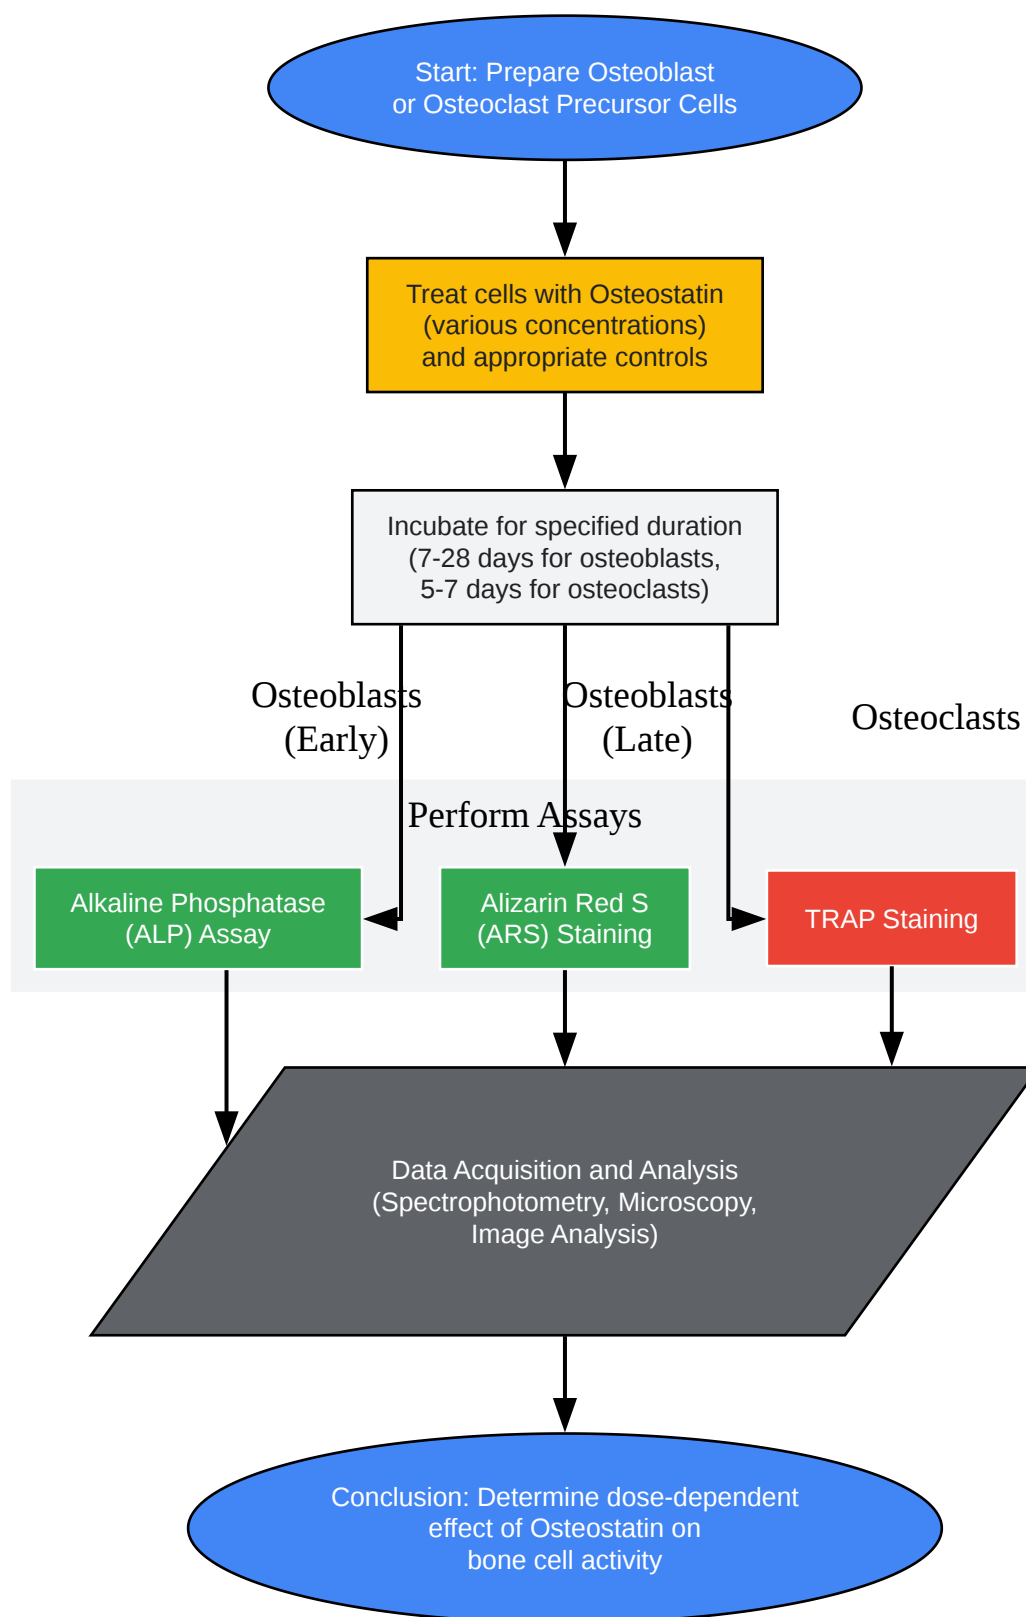 Start: Prepare Osteoblast
or Osteoclast Precursor Cells
Treat cells with Osteostatin
(various concentrations)
and appropriate controls
Incubate for specified duration
(7-28 days for osteoblasts,
5-7 days for osteoclasts)
Osteoblasts
(Early)
Osteoblasts
(Late)
Osteoclasts
Perform Assays
Alkaline Phosphatase
(ALP) Assay
Alizarin Red S
(ARS) Staining
TRAP Staining
Data Acquisition and Analysis
(Spectrophotometry, Microscopy,
Image Analysis)
Conclusion: Determine dose-dependent
effect of Osteostatin on
bone cell activity